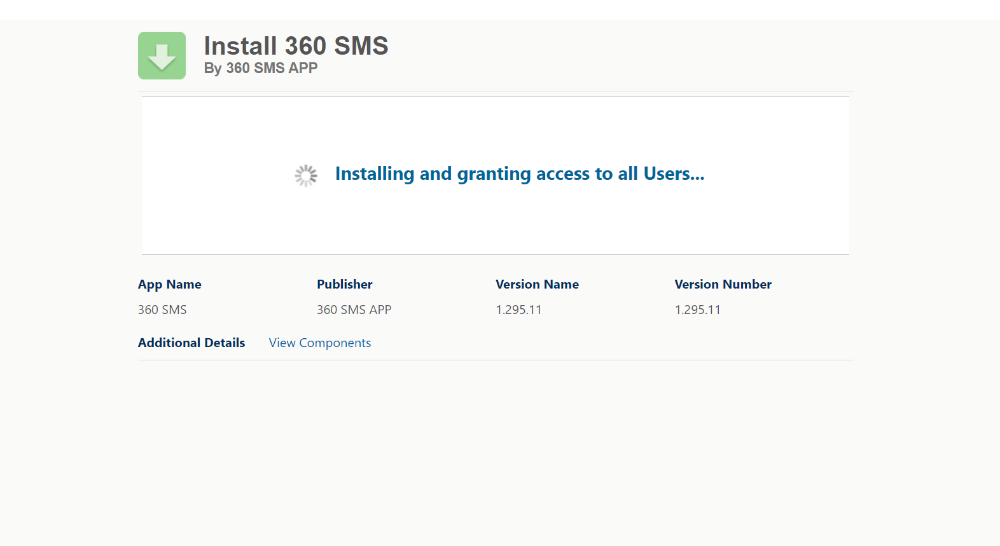 Install 360 SMS
By 360 SMS APP
Installing and granting access to all Users...
App Name Publisher Version Name Version Number
360 SMS 360 SMS APP 1.295.11 1.295.11
Additional Details View Components